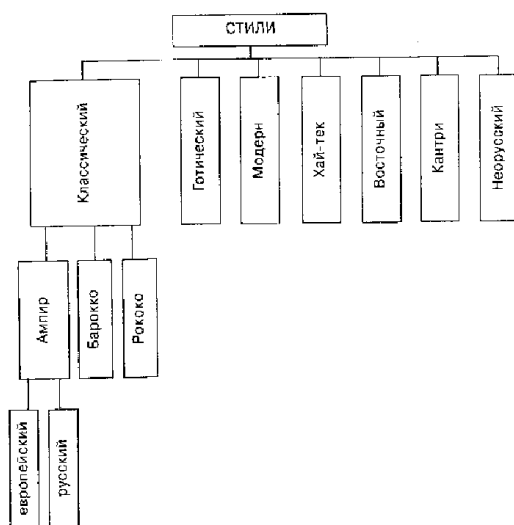 СТИЛИ
Классический
Готический
Модерн
Хай-тек
Восточный
Кантри
Неорусский
Ампир
Барокко
Рококо
европейский
русский